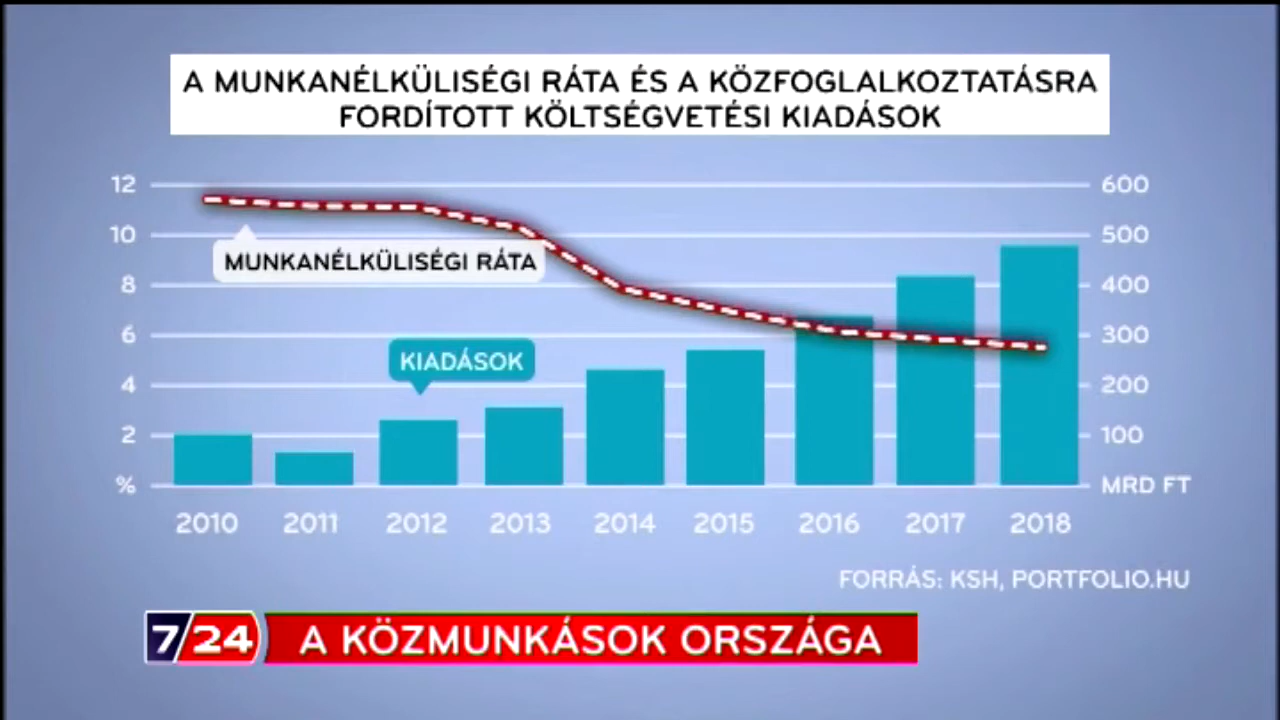 A MUNKANÉLKÜLISÉGI RÁTA ÉS A KÖZFOGLALKOZTATÁSRA
FORDÍTOTT KÖLTSÉGVETÉSI KIADÁSOK
12 600
10 500
MUNKANÉLKÜLISÉGI RÁTA
8 400
6 300
KIADÁSOK
4 200
2 100
% MRD FT
2010 2011 2012 2013 2014 2015 2016 2017 2018
FORRÁS: KSH, PORTFOLIO.HU
7/24 A KÖZMUNKÁSOK ORSZÁGA